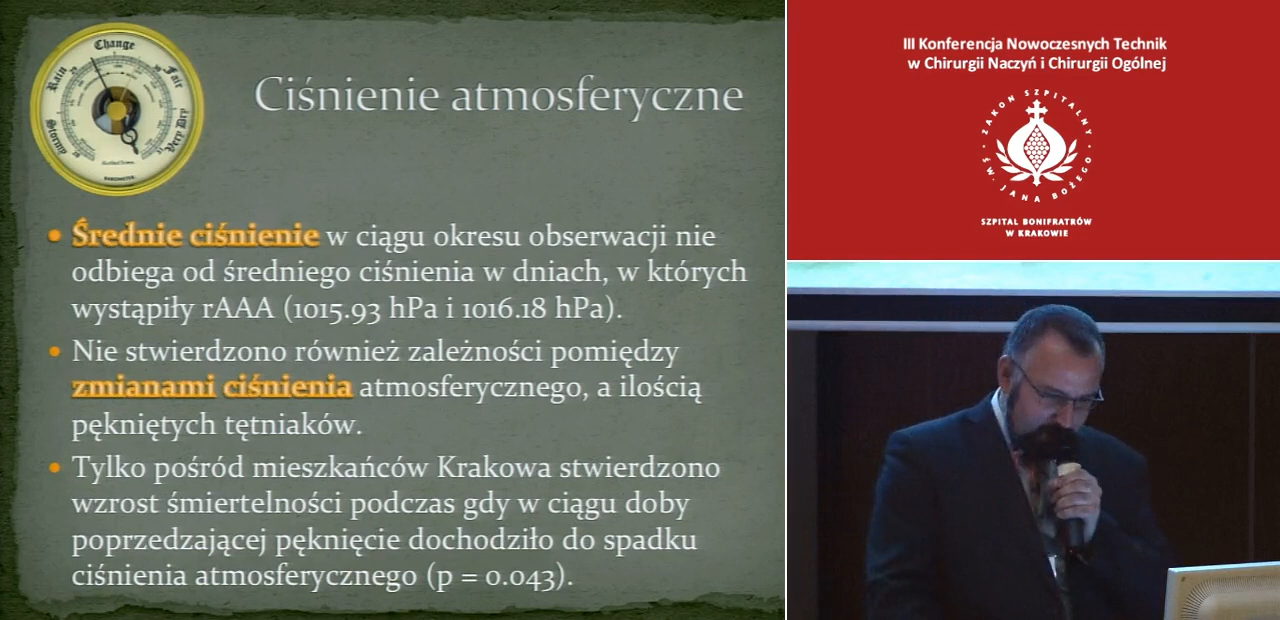 Change
Rain
Fair
Stormy
Very Dry
BAROMETER
Ciśnienie atmosferyczne
• Średnie ciśnienie w ciągu okresu obserwacji nie
odbiega od średniego ciśnienia w dniach, w których
wystąpiły rAAA (1015.93 hPa i 1016.18 hPa).
• Nie stwierdzono również zależności pomiędzy
zmianami ciśnienia atmosferycznego, a ilością
pękniętych tętniaków.
• Tylko pośród mieszkańców Krakowa stwierdzono
wzrost śmiertelności podczas gdy w ciągu doby
poprzedzającej pęknięcie dochodziło do spadku
ciśnienia atmosferycznego (p = 0.043).
III Konferencja Nowoczesnych Technik
w Chirurgii Naczyń i Chirurgii Ogólnej
ZAKON SZPITALNY
ŚW. JANA BOŻEGO
SZPITAL BONIFRATRÓW
W KRAKOWIE